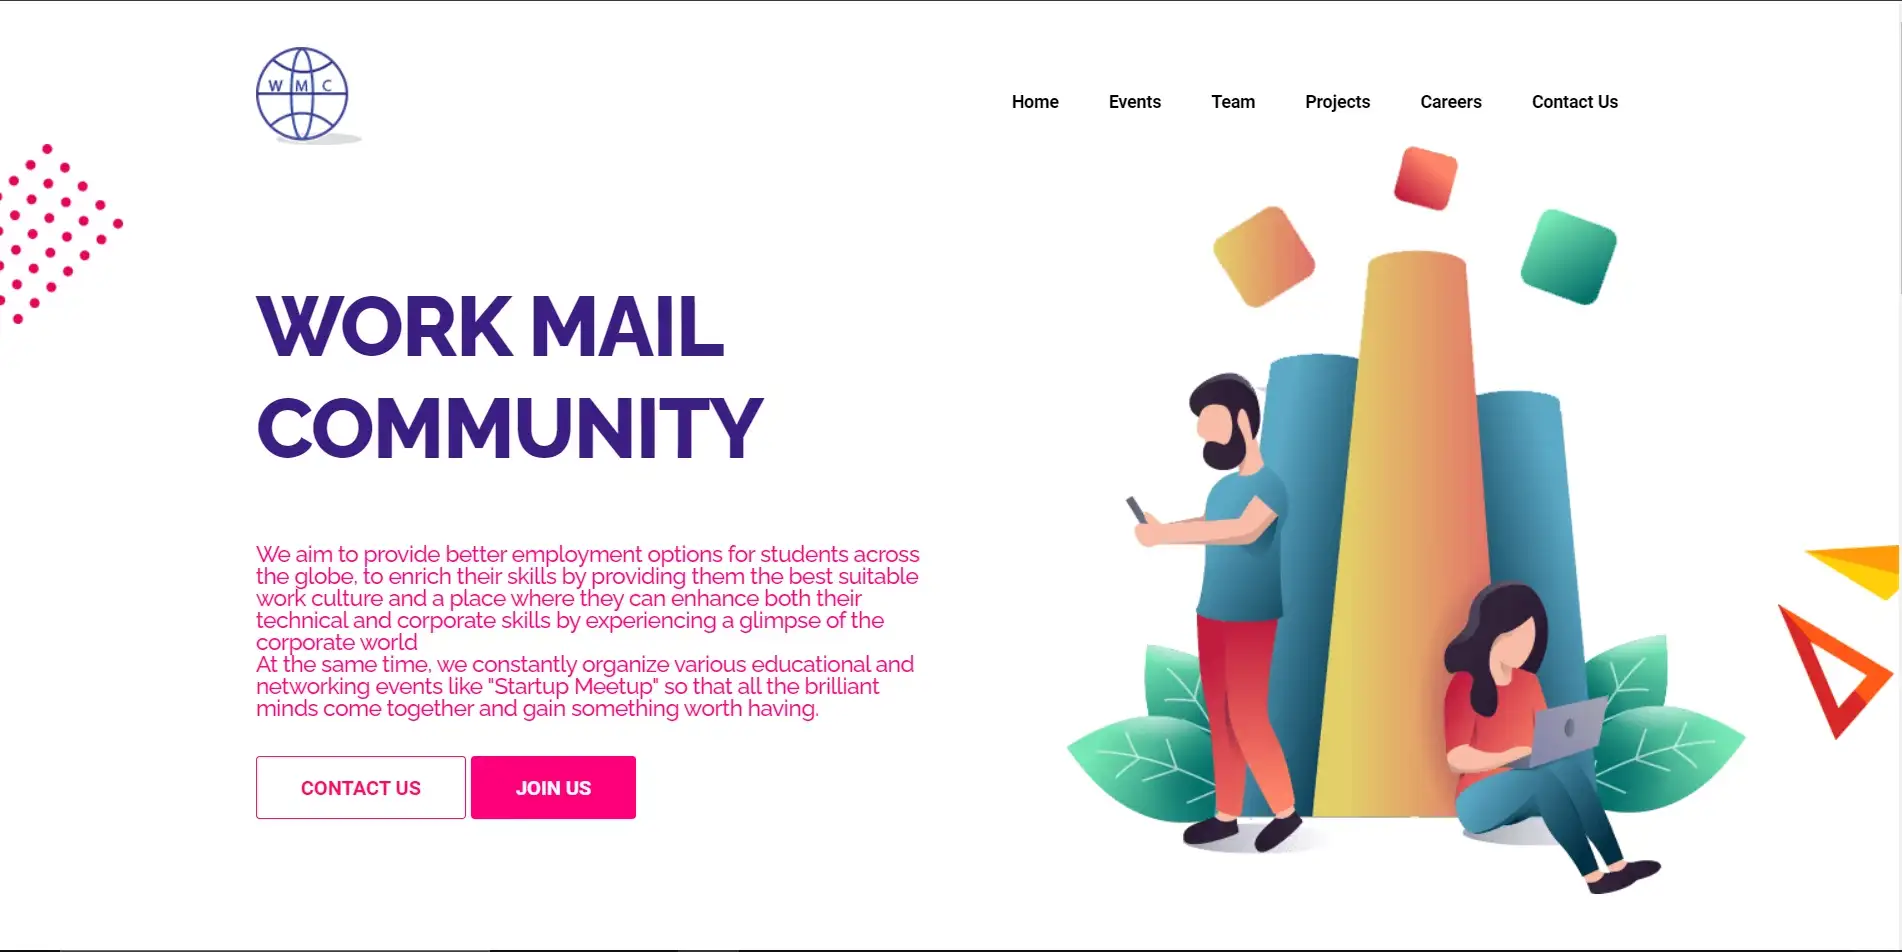 W M C
Home Events Team Projects Careers Contact Us
WORK MAIL
COMMUNITY
We aim to provide better employment options for students across
the globe, to enrich their skills by providing them the best suitable
work culture and a place where they can enhance both their
technical and corporate skills by experiencing a glimpse of the
corporate world
At the same time, we constantly organize various educational and
networking events like "Startup Meetup" so that all the brilliant
minds come together and gain something worth having.
CONTACT US JOIN US